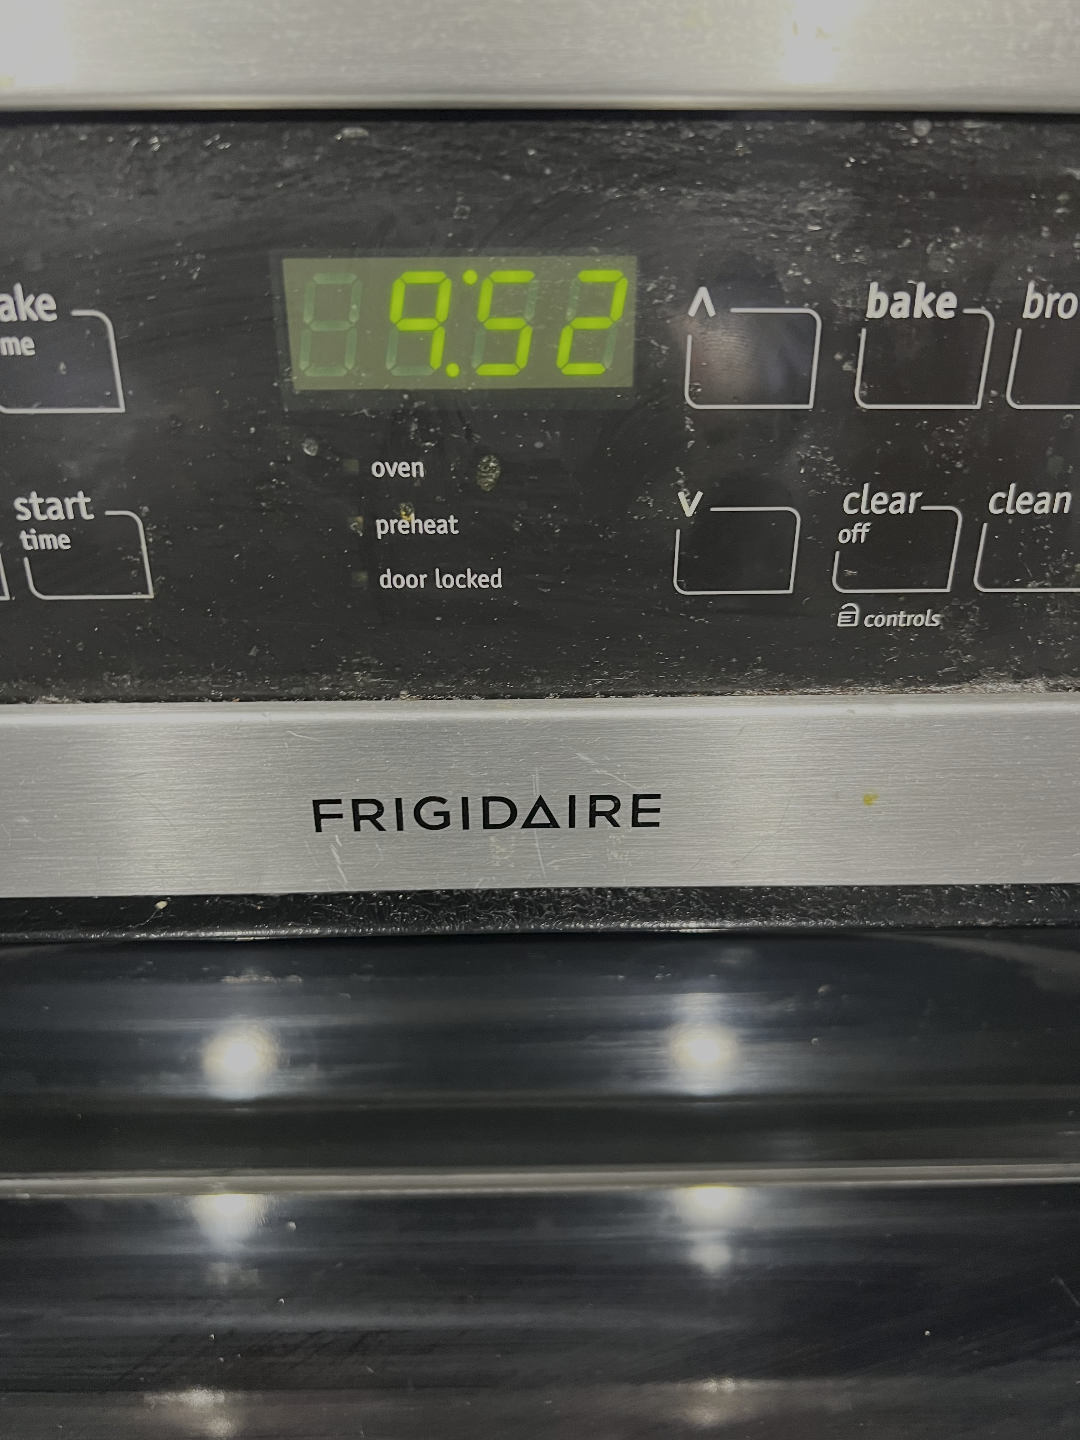 9:52
ake
me
bake
bro
oven
preheat
door locked
start
time
clear
off
clean
controls
FRIGIDAIRE